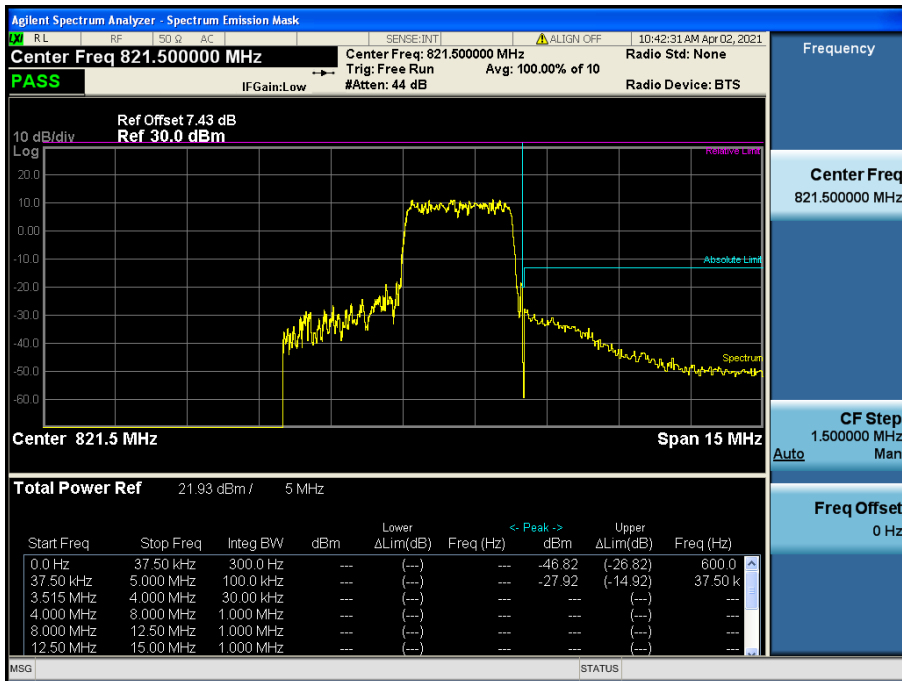 Agilent Spectrum Analyzer - Spectrum Emission Mask
LXI RL RF 50 Ω AC SENSE:INT ALIGN OFF 10:42:31 AM Apr 02, 2021
Center Freq 821.500000 MHz
Center Freq: 821.500000 MHz Radio Std: None
Trig: Free Run Avg: 100.00% of 10
PASS IFGain:Low #Atten: 44 dB Radio Device: BTS
Ref Offset 7.43 dB
10 dB/div Ref 30.0 dBm
Log
Relative Limit
20.0
10.0
0.00
-10.0
Absolute Limit
-20.0
-30.0
-40.0
Spectrum
-50.0
-60.0
Center 821.5 MHz Span 15 MHz
Total Power Ref 21.93 dBm / 5 MHz
Lower <- Peak -> Upper
Start Freq Stop Freq Integ BW dBm ΔLim(dB) Freq (Hz) dBm ΔLim(dB) Freq (Hz)
0.0 Hz 37.50 kHz 300.0 Hz --- (---) --- -46.82 (-26.82) 600.0
37.50 kHz 5.000 MHz 100.0 kHz --- (---) --- -27.92 (-14.92) 37.50 k
3.515 MHz 4.000 MHz 30.00 kHz --- (---) --- --- (---) ---
4.000 MHz 8.000 MHz 1.000 MHz --- (---) --- --- (---) ---
8.000 MHz 12.50 MHz 1.000 MHz --- (---) --- --- (---) ---
12.50 MHz 15.00 MHz 1.000 MHz --- (---) --- --- (---) ---
MSG STATUS
Frequency
Center Freq
821.500000 MHz
CF Step
1.500000 MHz
Auto Man
Freq Offset
0 Hz